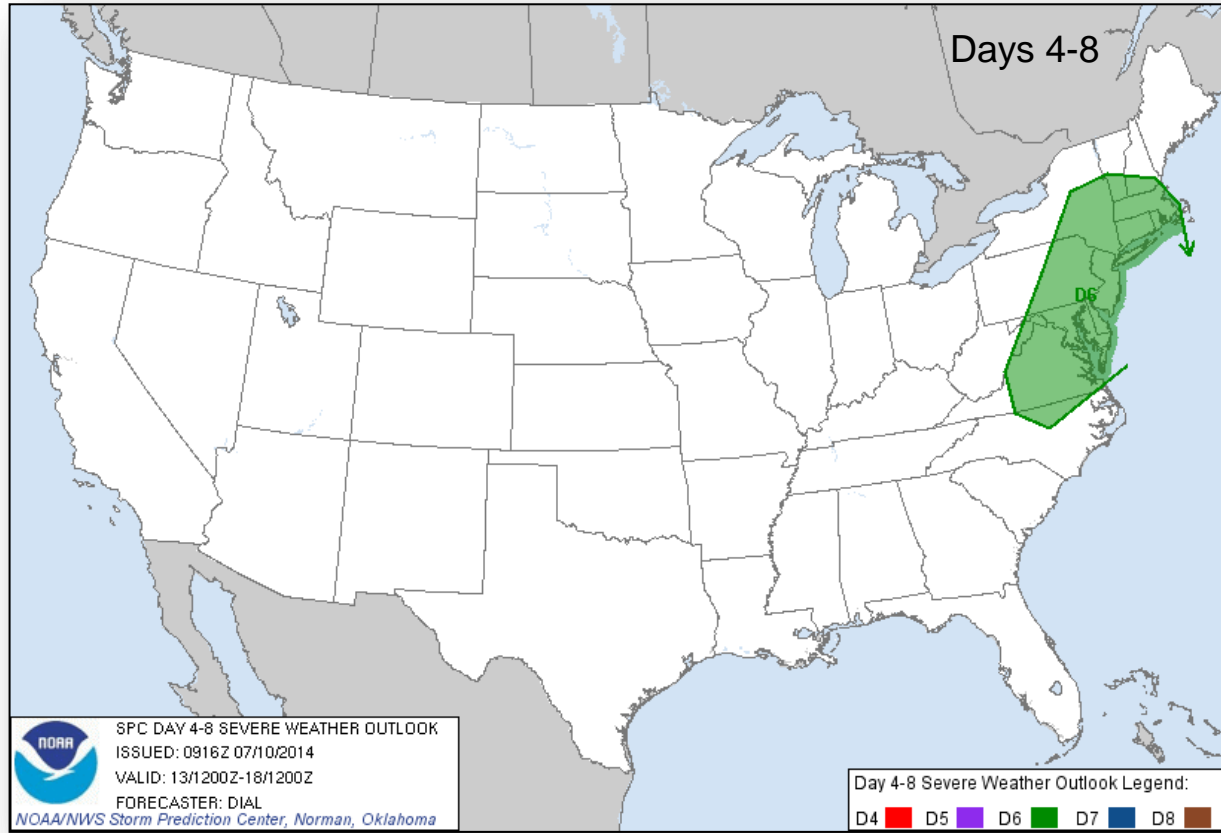 Days 4-8
D6
SPC DAY 4-8 SEVERE WEATHER OUTLOOK
ISSUED: 0916Z 07/10/2014
VALID: 13/1200Z-18/1200Z
FORECASTER: DIAL
NOAA/NWS Storm Prediction Center, Norman, Oklahoma
NOAA
Day 4-8 Severe Weather Outlook Legend:
D4 D5 D6 D7 D8